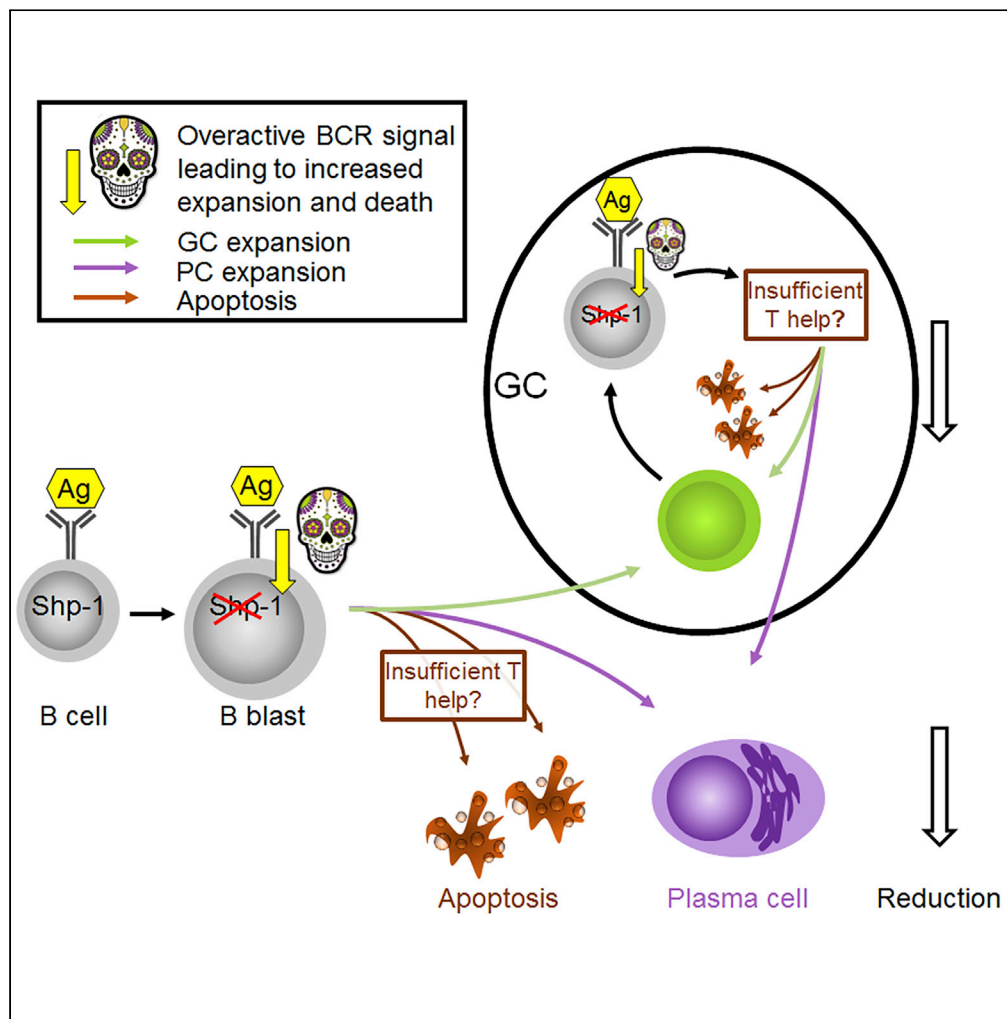 Overactive BCR signal
leading to increased
expansion and death
GC expansion
PC expansion
Apoptosis
Ag
Shp-1
Insufficient
T help?
GC
Ag
Shp-1
B cell
Ag
Shp-1
B blast
Insufficient T
help?
Apoptosis
Plasma cell
Reduction